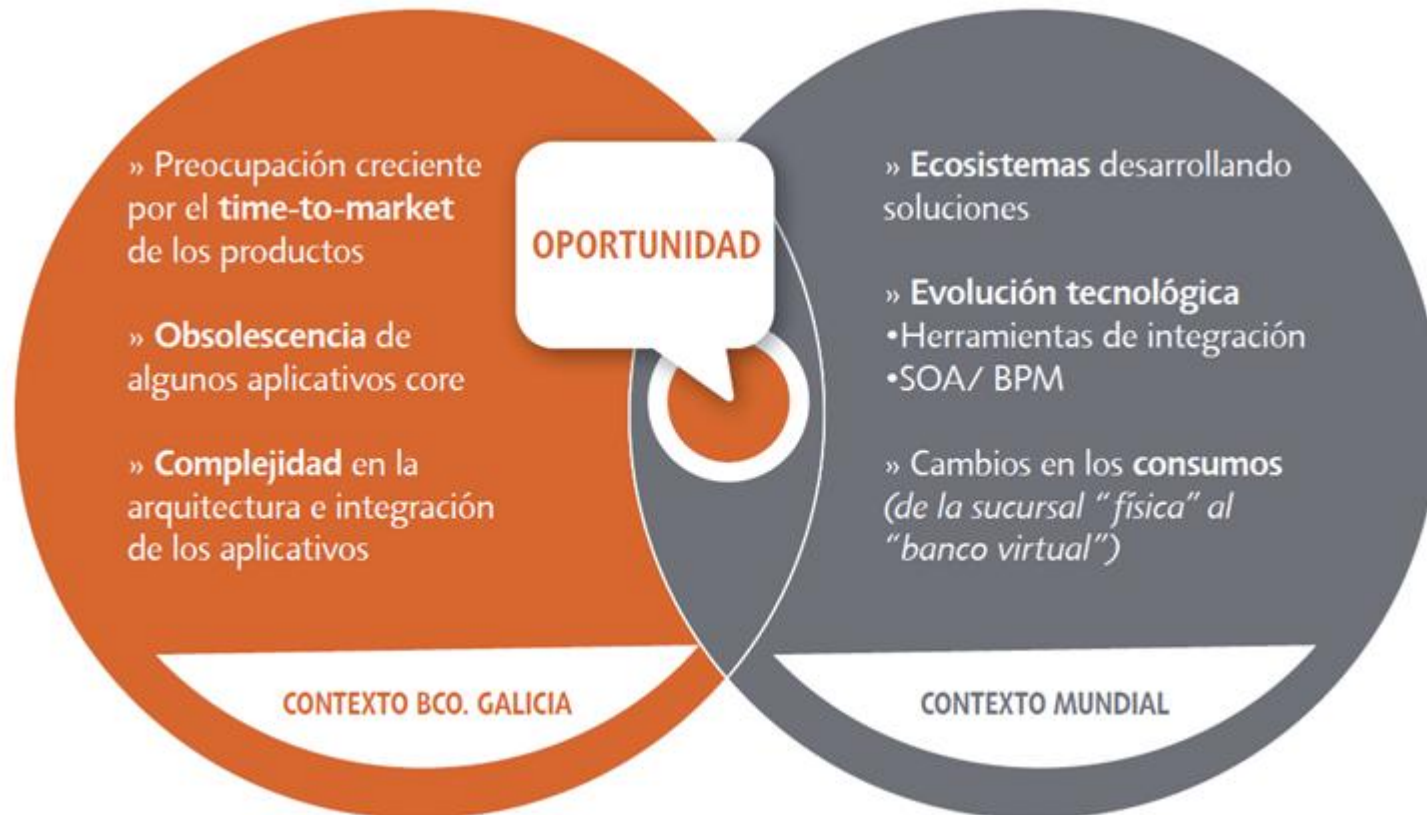 » Preocupación creciente
por el time-to-market
de los productos
» Obsolescencia de
algunos aplicativos core
» Complejidad en la
arquitectura e integración
de los aplicativos
CONTEXTO BCO. GALICIA
OPORTUNIDAD
» Ecosistemas desarrollando
soluciones
» Evolución tecnológica
•Herramientas de integración
•SOA/ BPM
» Cambios en los consumos
(de la sucursal “física” al
“banco virtual”)
CONTEXTO MUNDIAL